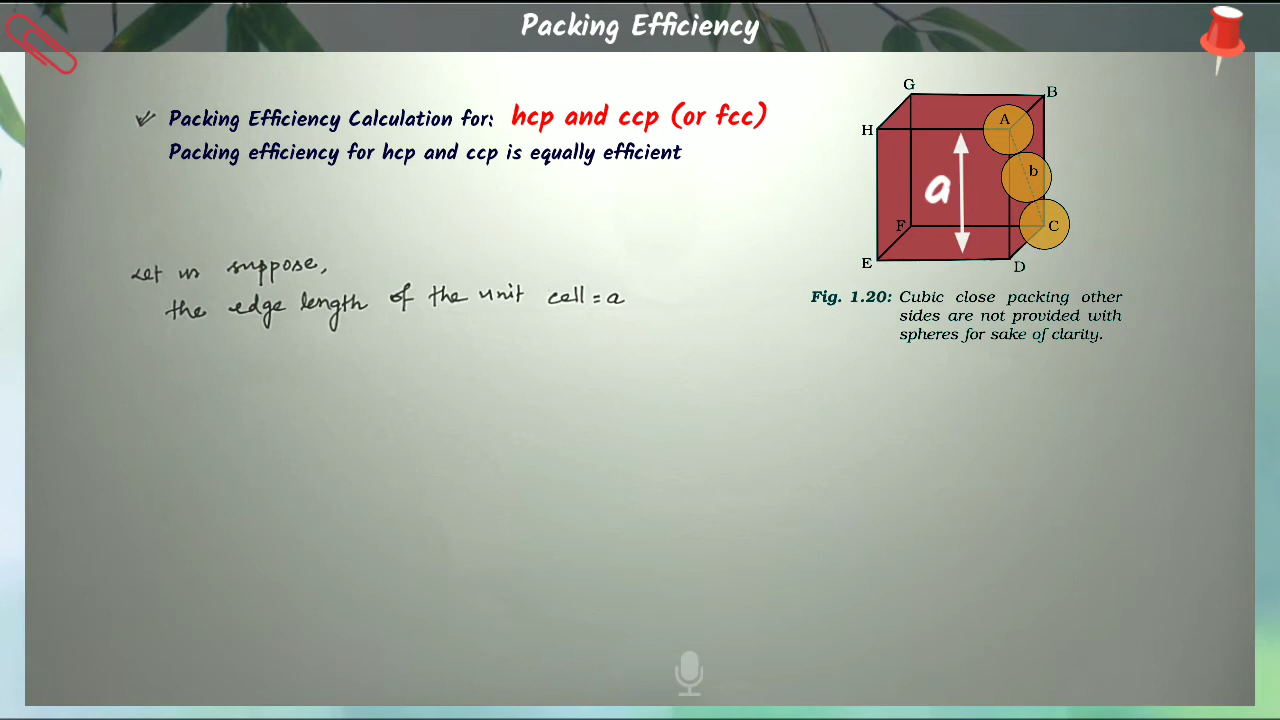 Packing Efficiency
Packing Efficiency Calculation for: hcp and ccp (or fcc)
Packing efficiency for hcp and ccp is equally efficient
Let us suppose,
the edge length of the unit cell = a
G
B
H
A
a
b
F
C
E
D
Fig. 1.20: Cubic close packing other
sides are not provided with
spheres for sake of clarity.